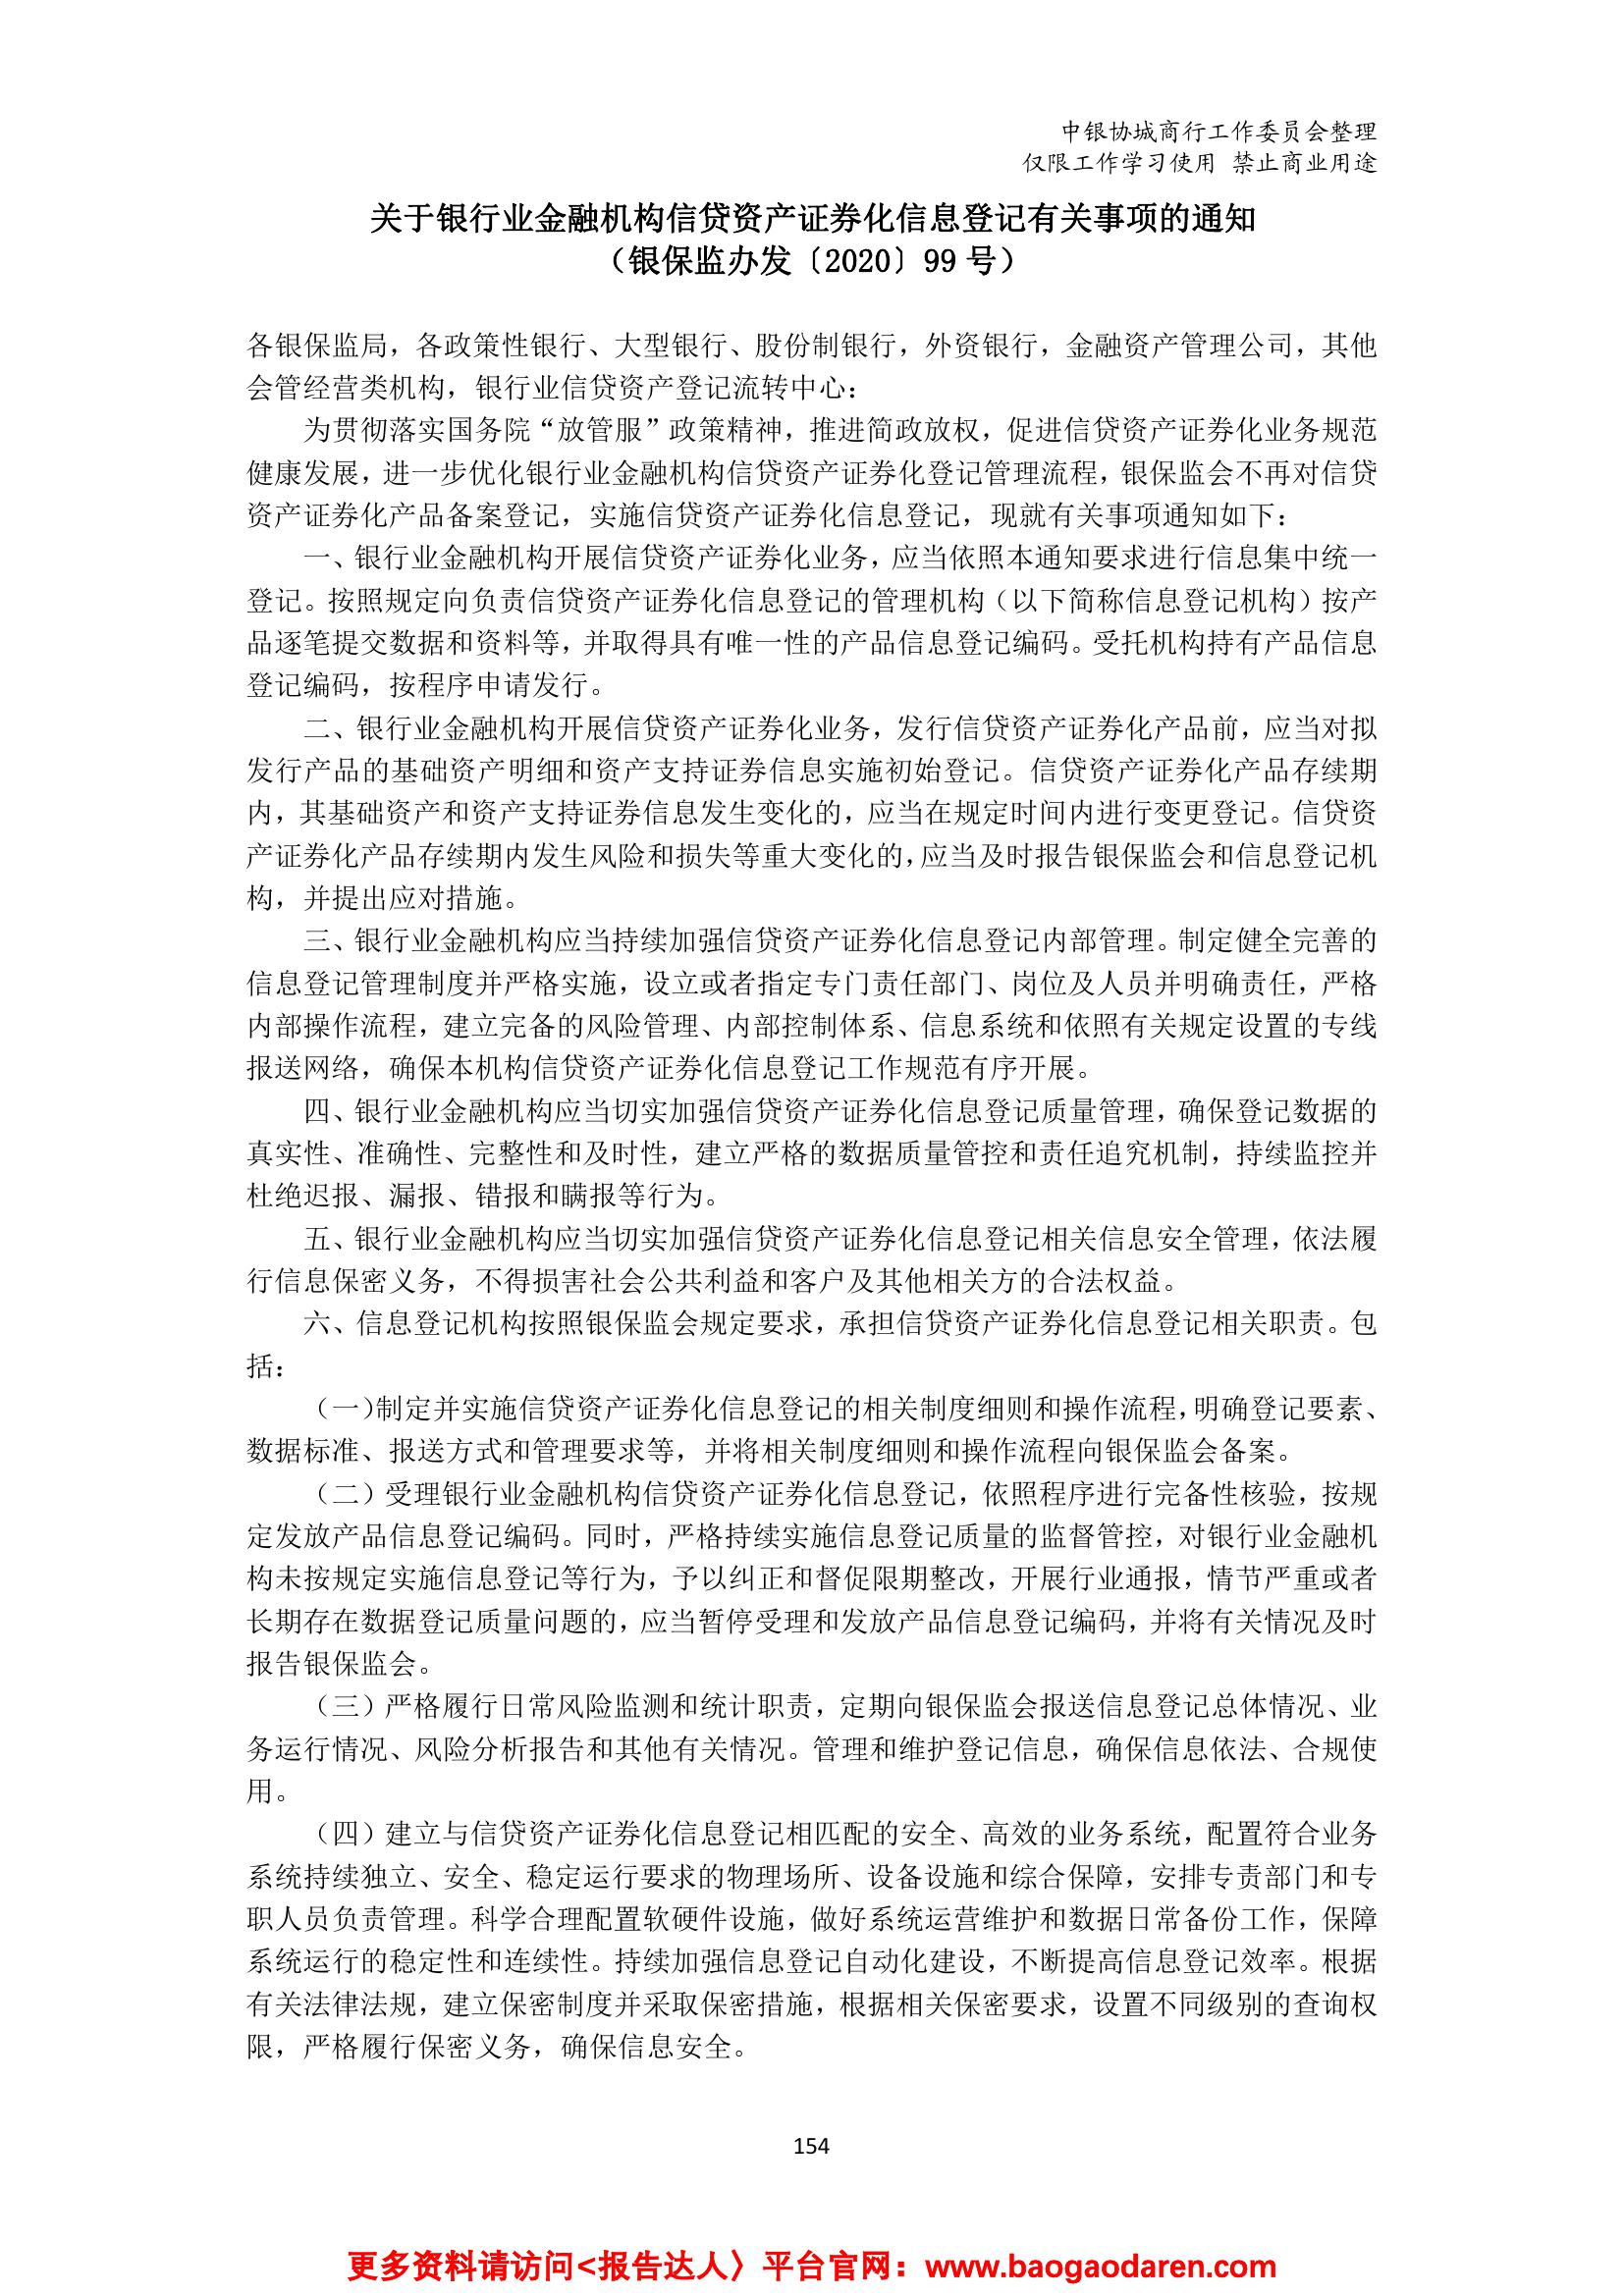 中银协城商行工作委员会整理
仅限工作学习使用 禁止商业用途
关于银行业金融机构信贷资产证券化信息登记有关事项的通知
（银保监办发〔2020〕99 号）
各银保监局，各政策性银行、大型银行、股份制银行，外资银行，金融资产管理公司，其他
会管经营类机构，银行业信贷资产登记流转中心：
为贯彻落实国务院“放管服”政策精神，推进简政放权，促进信贷资产证券化业务规范
健康发展，进一步优化银行业金融机构信贷资产证券化登记管理流程，银保监会不再对信贷
资产证券化产品备案登记，实施信贷资产证券化信息登记，现就有关事项通知如下：
一、银行业金融机构开展信贷资产证券化业务，应当依照本通知要求进行信息集中统一
登记。按照规定向负责信贷资产证券化信息登记的管理机构（以下简称信息登记机构）按产
品逐笔提交数据和资料等，并取得具有唯一性的产品信息登记编码。受托机构持有产品信息
登记编码，按程序申请发行。
二、银行业金融机构开展信贷资产证券化业务，发行信贷资产证券化产品前，应当对拟
发行产品的基础资产明细和资产支持证券信息实施初始登记。信贷资产证券化产品存续期
内，其基础资产和资产支持证券信息发生变化的，应当在规定时间内进行变更登记。信贷资
产证券化产品存续期内发生风险和损失等重大变化的，应当及时报告银保监会和信息登记机
构，并提出应对措施。
三、银行业金融机构应当持续加强信贷资产证券化信息登记内部管理。制定健全完善的
信息登记管理制度并严格实施，设立或者指定专门责任部门、岗位及人员并明确责任，严格
内部操作流程，建立完备的风险管理、内部控制体系、信息系统和依照有关规定设置的专线
报送网络，确保本机构信贷资产证券化信息登记工作规范有序开展。
四、银行业金融机构应当切实加强信贷资产证券化信息登记质量管理，确保登记数据的
真实性、准确性、完整性和及时性，建立严格的数据质量管控和责任追究机制，持续监控并
杜绝迟报、漏报、错报和瞒报等行为。
五、银行业金融机构应当切实加强信贷资产证券化信息登记相关信息安全管理，依法履
行信息保密义务，不得损害社会公共利益和客户及其他相关方的合法权益。
六、信息登记机构按照银保监会规定要求，承担信贷资产证券化信息登记相关职责。包
括：
（一）制定并实施信贷资产证券化信息登记的相关制度细则和操作流程，明确登记要素、
数据标准、报送方式和管理要求等，并将相关制度细则和操作流程向银保监会备案。
（二）受理银行业金融机构信贷资产证券化信息登记，依照程序进行完备性核验，按规
定发放产品信息登记编码。同时，严格持续实施信息登记质量的监督管控，对银行业金融机
构未按规定实施信息登记等行为，予以纠正和督促限期整改，开展行业通报，情节严重或者
长期存在数据登记质量问题的，应当暂停受理和发放产品信息登记编码，并将有关情况及时
报告银保监会。
（三）严格履行日常风险监测和统计职责，定期向银保监会报送信息登记总体情况、业
务运行情况、风险分析报告和其他有关情况。管理和维护登记信息，确保信息依法、合规使
用。
（四）建立与信贷资产证券化信息登记相匹配的安全、高效的业务系统，配置符合业务
系统持续独立、安全、稳定运行要求的物理场所、设备设施和综合保障，安排专责部门和专
职人员负责管理。科学合理配置软硬件设施，做好系统运营维护和数据日常备份工作，保障
系统运行的稳定性和连续性。持续加强信息登记自动化建设，不断提高信息登记效率。根据
有关法律法规，建立保密制度并采取保密措施，根据相关保密要求，设置不同级别的查询权
限，严格履行保密义务，确保信息安全。
154
更多资料请访问<报告达人〉平台官网：www.baogaodaren.com